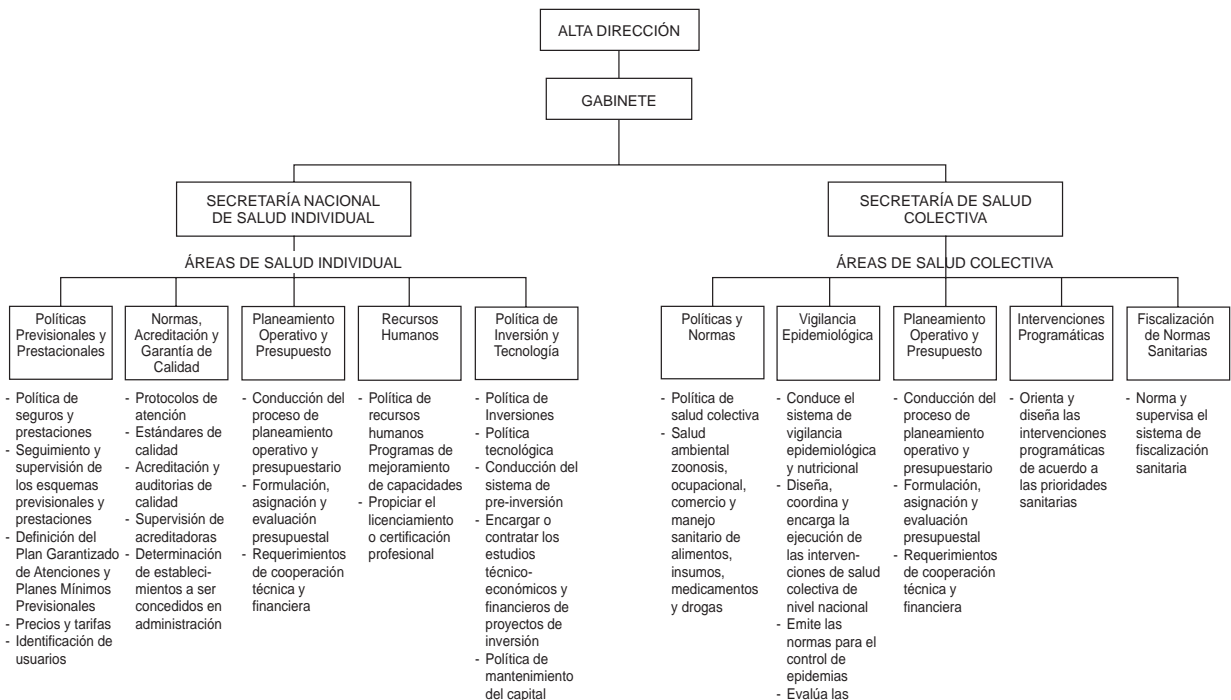 ALTA DIRECCIÓN
GABINETE
SECRETARÍA NACIONAL
DE SALUD INDIVIDUAL
SECRETARÍA DE SALUD
COLECTIVA
ÁREAS DE SALUD INDIVIDUAL
ÁREAS DE SALUD COLECTIVA
Políticas
Previsionales y
Prestacionales
- Política de
seguros y
prestaciones
- Seguimiento y
supervisión de
los esquemas
previsionales y
prestaciones
- Definición del
Plan Garantizado
de Atenciones y
Planes Mínimos
Previsionales
- Precios y tarifas
- Identificación de
usuarios
Normas,
Acreditación y
Garantía de
Calidad
- Protocolos de
atención
- Estándares de
calidad
- Acreditación y
auditorias de
calidad
- Supervisión de
acreditadoras
- Determinación
de estableci-
mientos a ser
concedidos en
administración
Planeamiento
Operativo y
Presupuesto
- Conducción del
proceso de
planeamiento
operativo y
presupuestario
- Formulación,
asignación y
evaluación
presupuestal
- Requerimientos
de cooperación
técnica y
financiera
Recursos
Humanos
- Política de
recursos
humanos
Programas de
mejoramiento
de capacidades
- Propiciar el
licenciamiento
o certificación
profesional
Política de
Inversión y
Tecnología
- Política de
Inversiones
- Política
tecnológica
- Conducción del
sistema de
pre-inversión
- Encargar o
contratar los
estudios
técnico-
económicos y
financieros de
proyectos de
inversión
- Política de
mantenimiento
del capital
Políticas y
Normas
- Política de
salud colectiva
- Salud
ambiental
zoonosis,
ocupacional,
comercio y
manejo
sanitario de
alimentos,
insumos,
medicamentos
y drogas
Vigilancia
Epidemiológica
- Conduce el
sistema de
vigilancia
epidemiológica
y nutricional
- Diseña,
coordina y
encarga la
ejecución de
las interven-
ciones de salud
colectiva de
nivel nacional
- Emite las
normas para el
control de
epidemias
- Evalúa las
Planeamiento
Operativo y
Presupuesto
- Conducción del
proceso de
planeamiento
operativo y
presupuestario
- Formulación,
asignación y
evaluación
presupuestal
- Requerimientos
de cooperación
técnica y
financiera
Intervenciones
Programáticas
- Orienta y
diseña las
intervenciones
programáticas
de acuerdo a
las prioridades
sanitarias
Fiscalización
de Normas
Sanitarias
- Norma y
supervisa el
sistema de
fiscalización
sanitaria